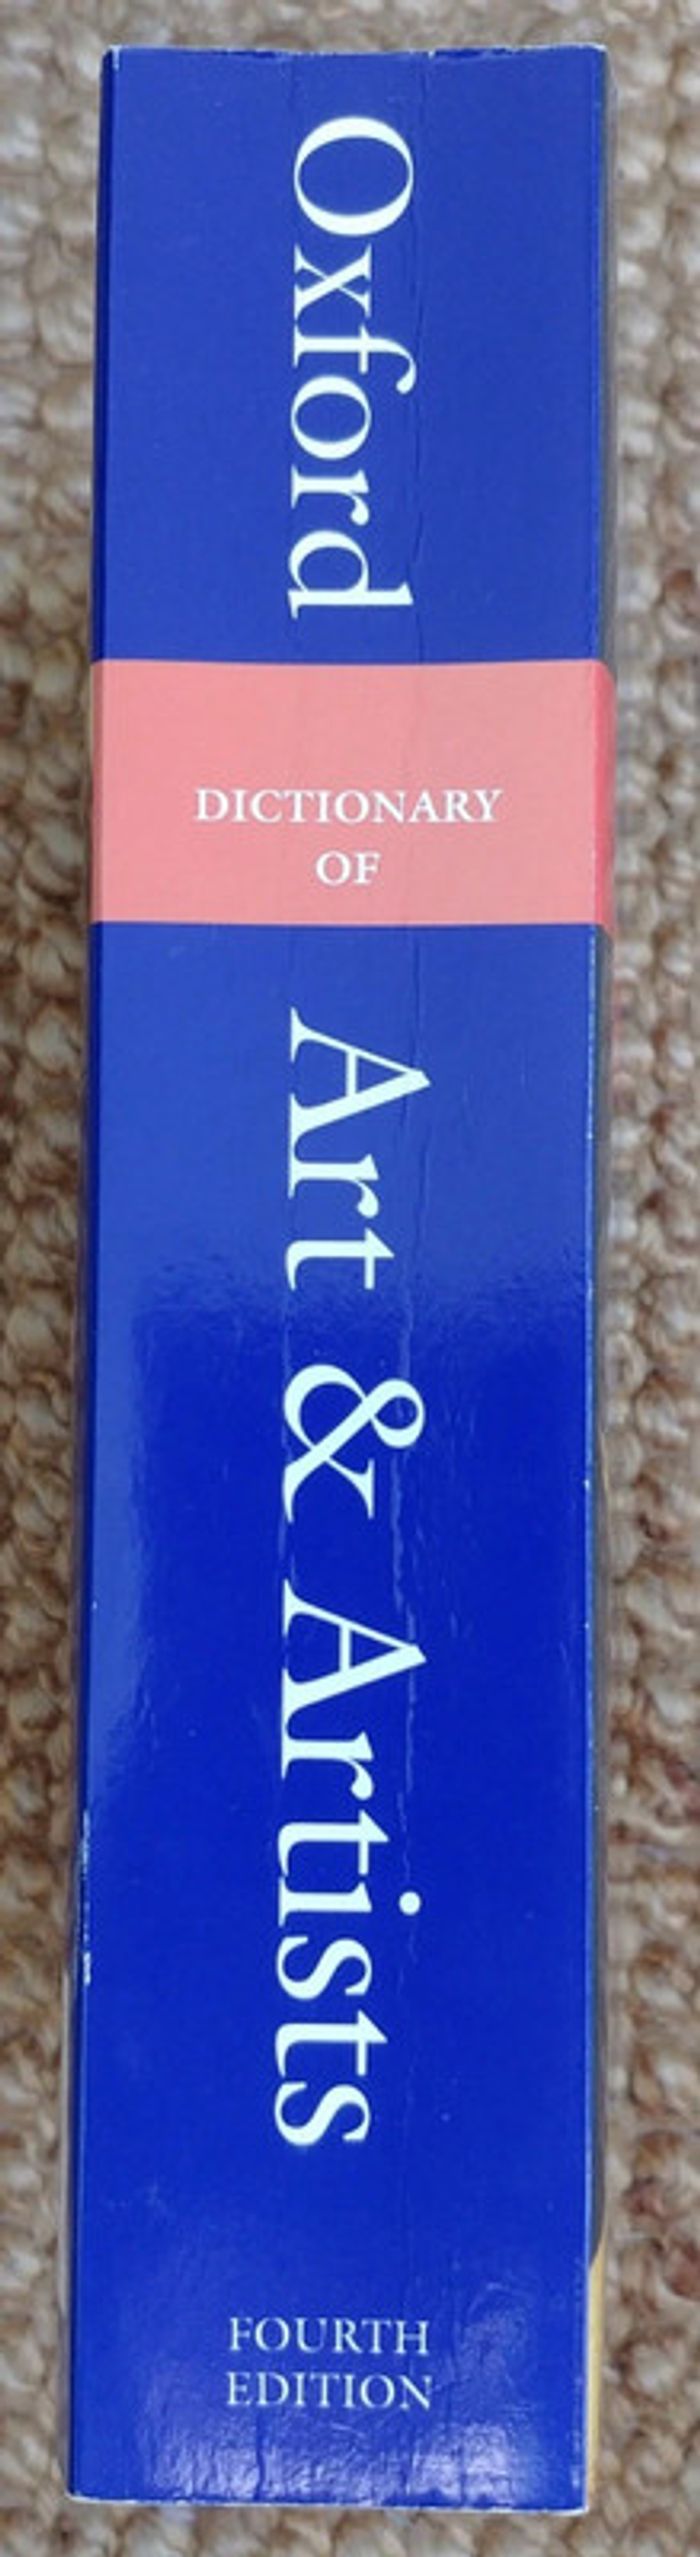 Oxford
DICTIONARY
OF
Art & Artists
FOURTH
EDITION